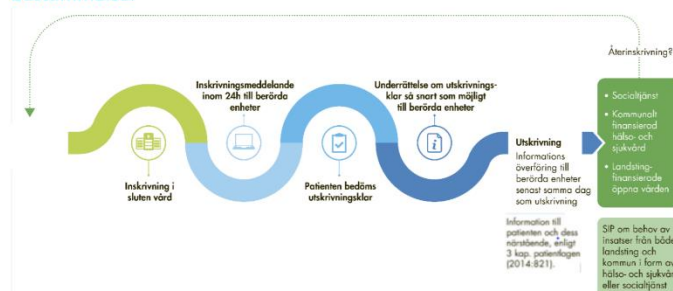 Återinskrivning?
Inskrivningsmeddelande
inom 24h till berörda
enheter
Underrättelse om utskrivnings-
klar så snart som möjligt
till berörda enheter
Inskrivning i
sluten vård
Patienten bedöms
utskrivningsklar
Utskrivning
Informations
överföring till
berörda enheter
senast samma dag
som utskrivning
Information till
patienten och dess
närstående, enligt
3 kap. patientlagen
(2014:821).
• Socialtjänst
• Kommunalt
finansierad
hälso- och
sjukvård
• Landsting-
finansierade
öppna vården
SIP om behov av
insatser från både
landsting och
kommun i form av
hälso- och sjukvård
eller socialtjänst